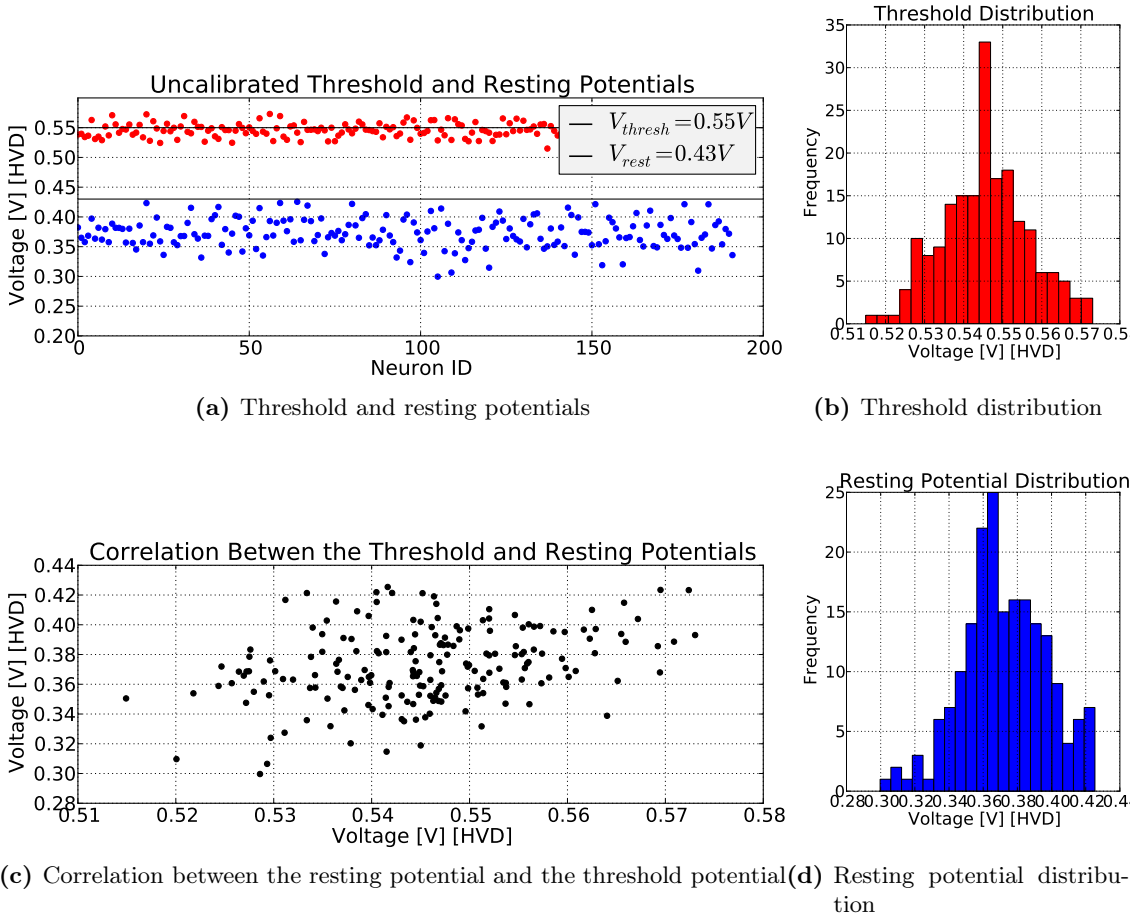 Uncalibrated Threshold and Resting Potentials
Voltage [V] [HVD]
0.55
0.50
0.45
0.40
0.35
0.30
0.25
0.20
V_thresh=0.55V
V_rest=0.43V
0 50 100 150 200
Neuron ID
(a) Threshold and resting potentials
Threshold Distribution
Frequency
35
30
25
20
15
10
5
0
0.51 0.52 0.53 0.54 0.55 0.56 0.57 0.5
Voltage [V] [HVD]
(b) Threshold distribution
Correlation Betwen the Threshold and Resting Potentials
Voltage [V] [HVD]
0.44
0.42
0.40
0.38
0.36
0.34
0.32
0.30
0.28
0.51 0.52 0.53 0.54 0.55 0.56 0.57 0.58
Voltage [V] [HVD]
(c) Correlation between the resting potential and the threshold potential
Resting Potential Distribution
Frequency
25
20
15
10
5
0
0.28 0.30 0.32 0.34 0.36 0.38 0.40 0.42 0.44
Voltage [V] [HVD]
(d) Resting potential distribu-
tion